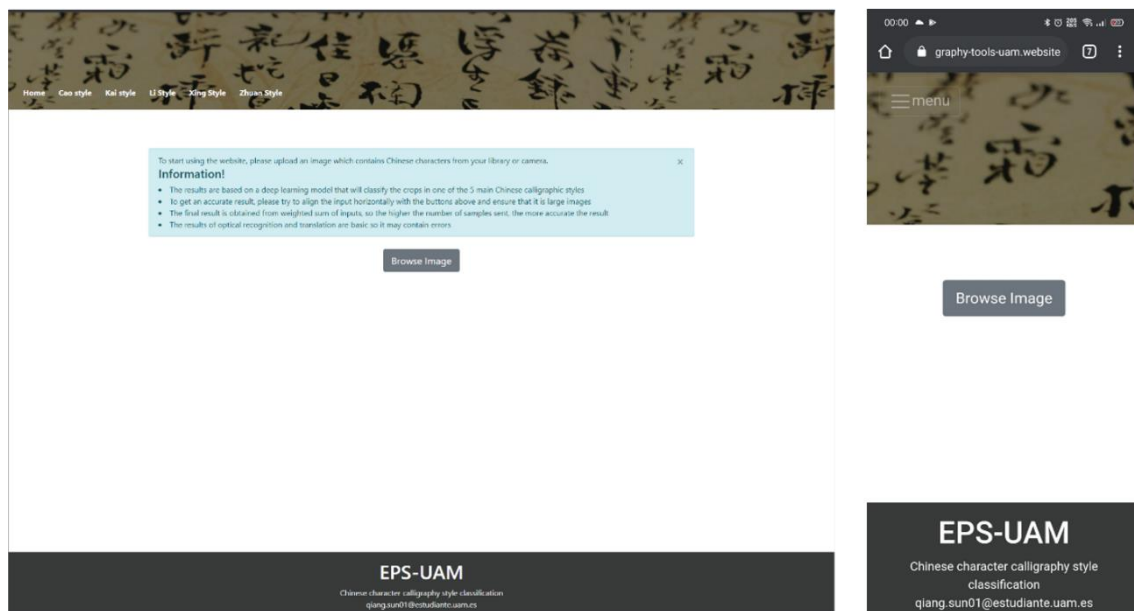 Home Cao style Kai style Li Style Xing Style Zhuan Style
To start using the website, please upload an image which contains Chinese characters from your library or camera. ×
Information!
• The results are based on a deep learning model that will classify the crops in one of the 5 main Chinese calligraphic styles
• To get an accurate result, please try to align the input horizontally with the buttons above and ensure that it is large images
• The final result is obtained from weighted sum of inputs, so the higher the number of samples sent, the more accurate the result
• The results of optical recognition and translation are basic so it may contain errors
Browse Image
EPS-UAM
Chinese character calligraphy style classification
qiang.sun01@estudiante.uam.es
00:00
graphy-tools-uam.website 7
menu
霜
Browse Image
EPS-UAM
Chinese character calligraphy style
classification
qiang.sun01@estudiante.uam.es